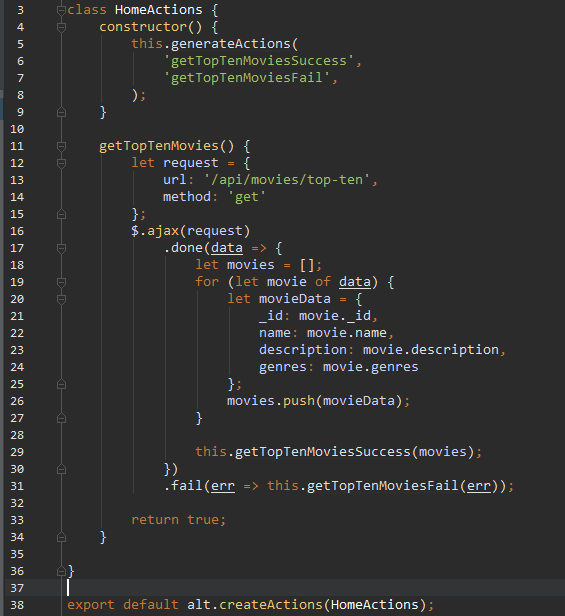 3 class HomeActions {
4     constructor() {
5         this.generateActions(
6             'getTopTenMoviesSuccess',
7             'getTopTenMoviesFail',
8         );
9     }
10
11     getTopTenMovies() {
12         let request = {
13             url: '/api/movies/top-ten',
14             method: 'get'
15         };
16         $.ajax(request)
17             .done(data => {
18                 let movies = [];
19                 for (let movie of data) {
20                     let movieData = {
21                         _id: movie._id,
22                         name: movie.name,
23                         description: movie.description,
24                         genres: movie.genres
25                     };
26                     movies.push(movieData);
27                 }
28
29                 this.getTopTenMoviesSuccess(movies);
30             })
31             .fail(err => this.getTopTenMoviesFail(err));
32
33         return true;
34     }
35
36 }
37
38 export default alt.createActions(HomeActions);